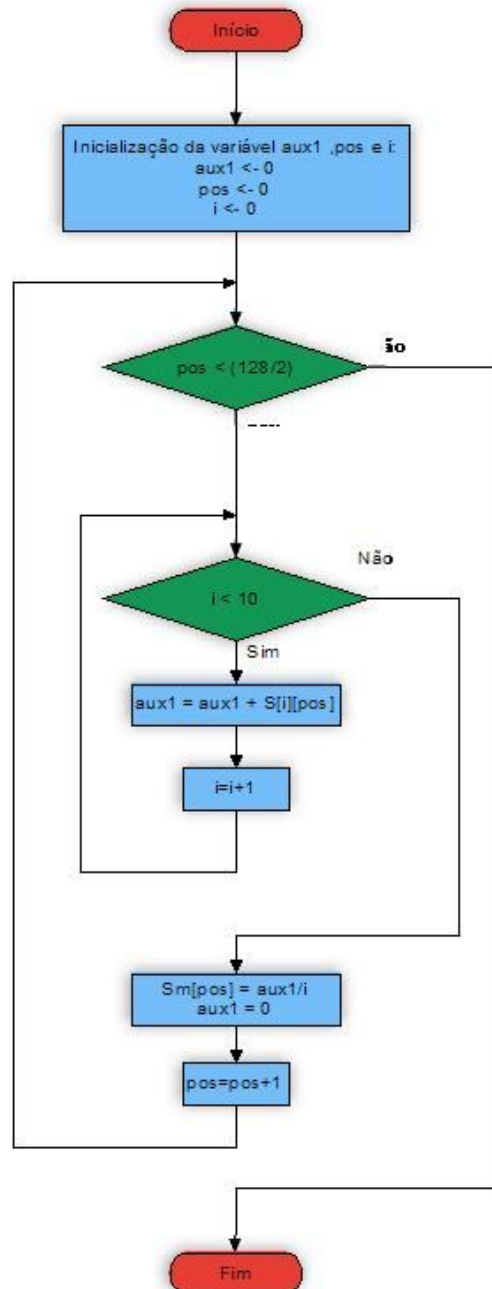 Início
Inicialização da variável aux1 ,pos e i:
aux1 <- 0
pos <- 0
i <- 0
pos < (128/2)
ão
i < 10
Não
Sim
aux1 = aux1 + S[i][pos]
i=i+1
Sm[pos] = aux1/i
aux1 = 0
pos=pos+1
Fim